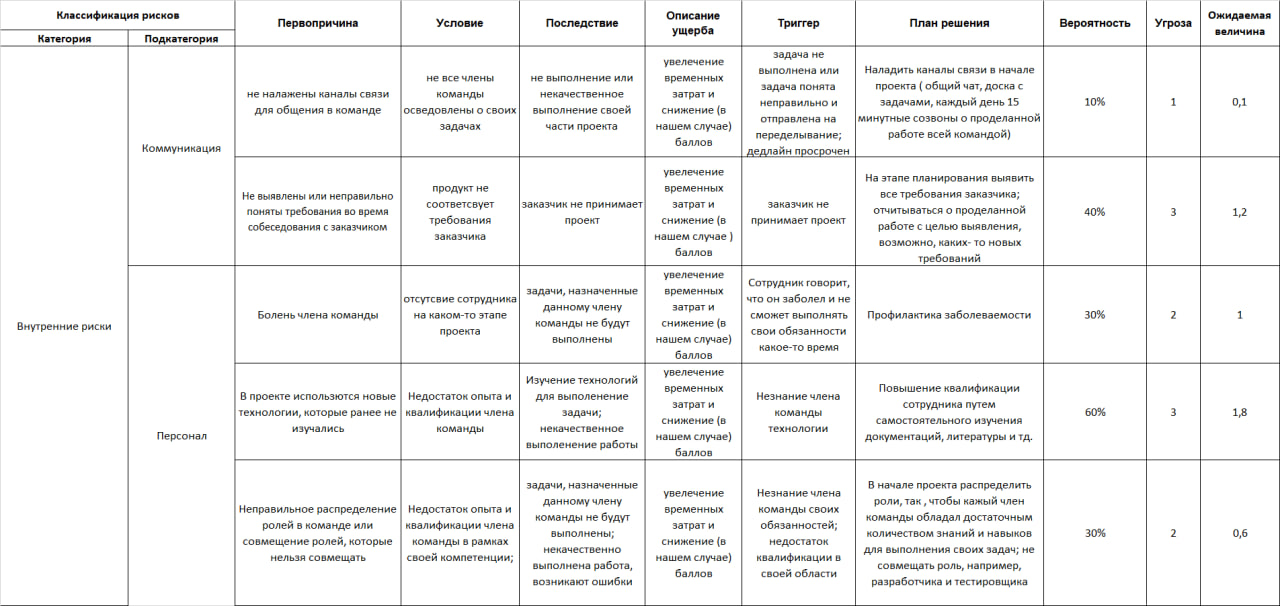 Классификация рисков
Категория
Подкатегория
Первопричина
Условие
Последствие
Описание
ущерба
Триггер
План решения
Вероятность
Угроза
Ожидаемая
величина
Внутренние риски
Коммуникация
не налажены каналы связи
для общения в команде
не все члены
команды
осведовлены о своих
задачах
не выполнение или
некачественное
выполнение своей
части проекта
увелечение
временных
затрат и
снижение (в
нашем случае)
баллов
задача не
выполнена или
задача понята
неправильно и
отправлена на
переделывание;
дедлайн просрочен
Наладить каналы связи в начале
проекта ( общий чат, доска с
задачами, каждый день 15
минутные созвоны о проделанной
работе всей командой)
10%
1
0,1
Не выявлены или неправильно
поняты требования во время
собеседования с заказчиком
продукт не
соответсвует
требования
заказчика
заказчик не принимает
проект
увелечение
временных
затрат и
снижение (в
нашем случае )
баллов
заказчик не
принимает проект
На этапе планирования выявить
все требования заказчика;
отчитываться о проделанной
работе с целью выявления,
возможно, каких- то новых
требований
40%
3
1,2
Персонал
Болень члена команды
отсутсвие сотрудника
на каком-то этапе
проекта
задачи, назначенные
данному члену
команды не будут
выполнены
увелечение
временных
затрат и
снижение (в
нашем случае)
баллов
Сотрудник говорит,
что он заболел и не
сможет выполнять
свои обязанности
какое-то время
Профилактика заболеваемости
30%
2
1
В проекте использются новые
технологии, которые ранее не
изучались
Недостаток опыта и
квалификации члена
команды
Изучение технологий
для выполенение
задачи;
некачественное
выполенение работы
увелечение
временных
затрат и
снижение (в
нашем случае)
баллов
Незнание члена
команды
технологии
Повышение квалификации
сотрудника путем
самостоятельного изучения
документаций, литературы и тд.
60%
3
1,8
Неправильное распределение
ролей в команде или
совмещение ролей, которые
нельзя совмещать
Недостаток опыта и
квалификации члена
команды в рамках
своей компетенции;
задачи, назначенные
данному члену
команды не будут
выполнены;
некачественно
выполнена работа,
возникают ошибки
увелечение
временных
затрат и
снижение (в
нашем случае)
баллов
Незнание члена
команды своих
обязанностей;
недостаток
квалификации в
своей области
В начале проекта распределить
роли, так , чтобы кажый член
команды обладал достаточным
количеством знаний и навыков
для выполнения своих задач; не
совмещать роль, например,
разработчика и тестировщика
30%
2
0,6